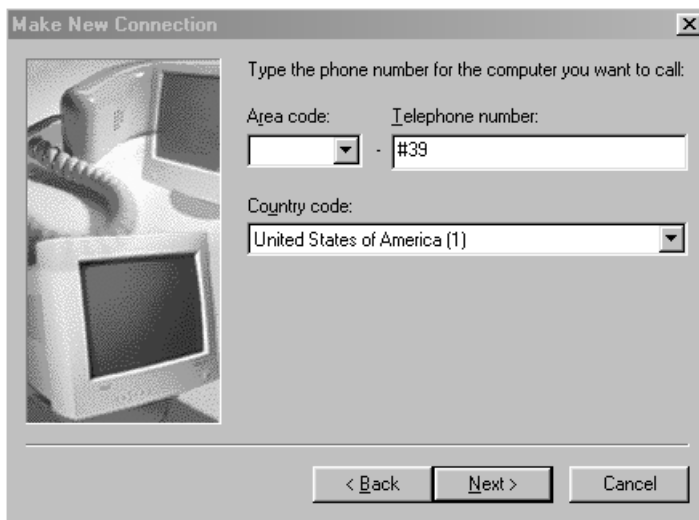 Make New Connection
Type the phone number for the computer you want to call:
Area code: Telephone number:
- #39
Country code:
United States of America (1)
< Back Next > Cancel